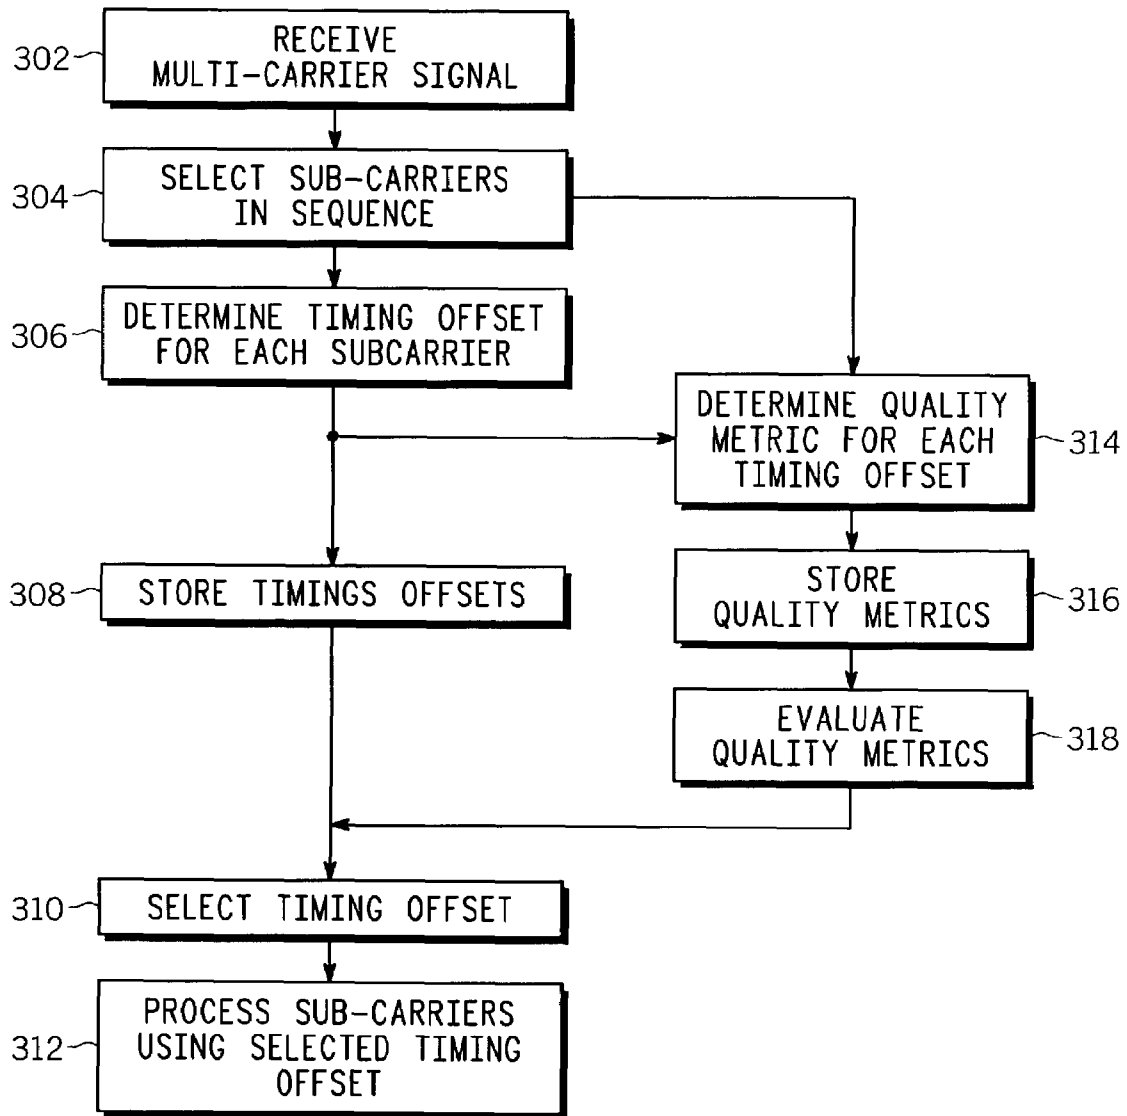 302
RECEIVE
MULTI-CARRIER SIGNAL
304
SELECT SUB-CARRIERS
IN SEQUENCE
306
DETERMINE TIMING OFFSET
FOR EACH SUBCARRIER
DETERMINE QUALITY
METRIC FOR EACH
TIMING OFFSET
314
308
STORE TIMINGS OFFSETS
STORE
QUALITY METRICS
316
EVALUATE
QUALITY METRICS
318
310
SELECT TIMING OFFSET
312
PROCESS SUB-CARRIERS
USING SELECTED TIMING
OFFSET